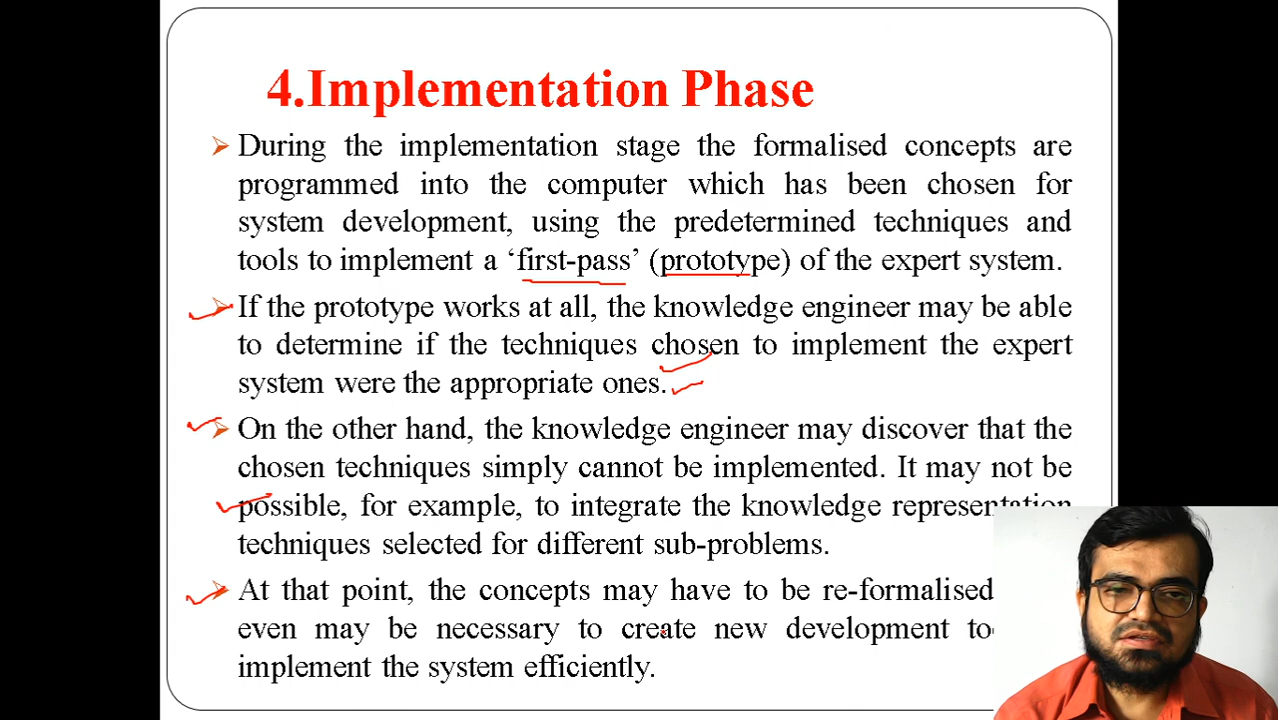 4.Implementation Phase
During the implementation stage the formalised concepts are
programmed into the computer which has been chosen for
system development, using the predetermined techniques and
tools to implement a ‘first-pass’ (prototype) of the expert system.
If the prototype works at all, the knowledge engineer may be able
to determine if the techniques chosen to implement the expert
system were the appropriate ones.
On the other hand, the knowledge engineer may discover that the
chosen techniques simply cannot be implemented. It may not be
possible, for example, to integrate the knowledge representation
techniques selected for different sub-problems.
At that point, the concepts may have to be re-formalised
even may be necessary to create new development
implement the system efficiently.